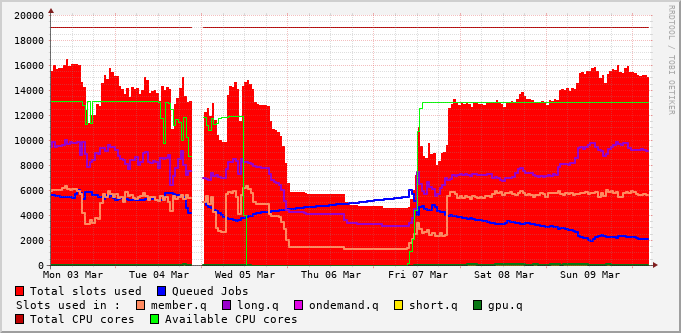 20000
18000
16000
14000
12000
10000
8000
6000
4000
2000
0
Mon 03 Mar Tue 04 Mar Wed 05 Mar Thu 06 Mar Fri 07 Mar Sat 08 Mar Sun 09 Mar
Total slots used Queued Jobs
Slots used in : member.q long.q ondemand.q short.q gpu.q
Total CPU cores Available CPU cores
RRDTOOL / TOBI OETIKER